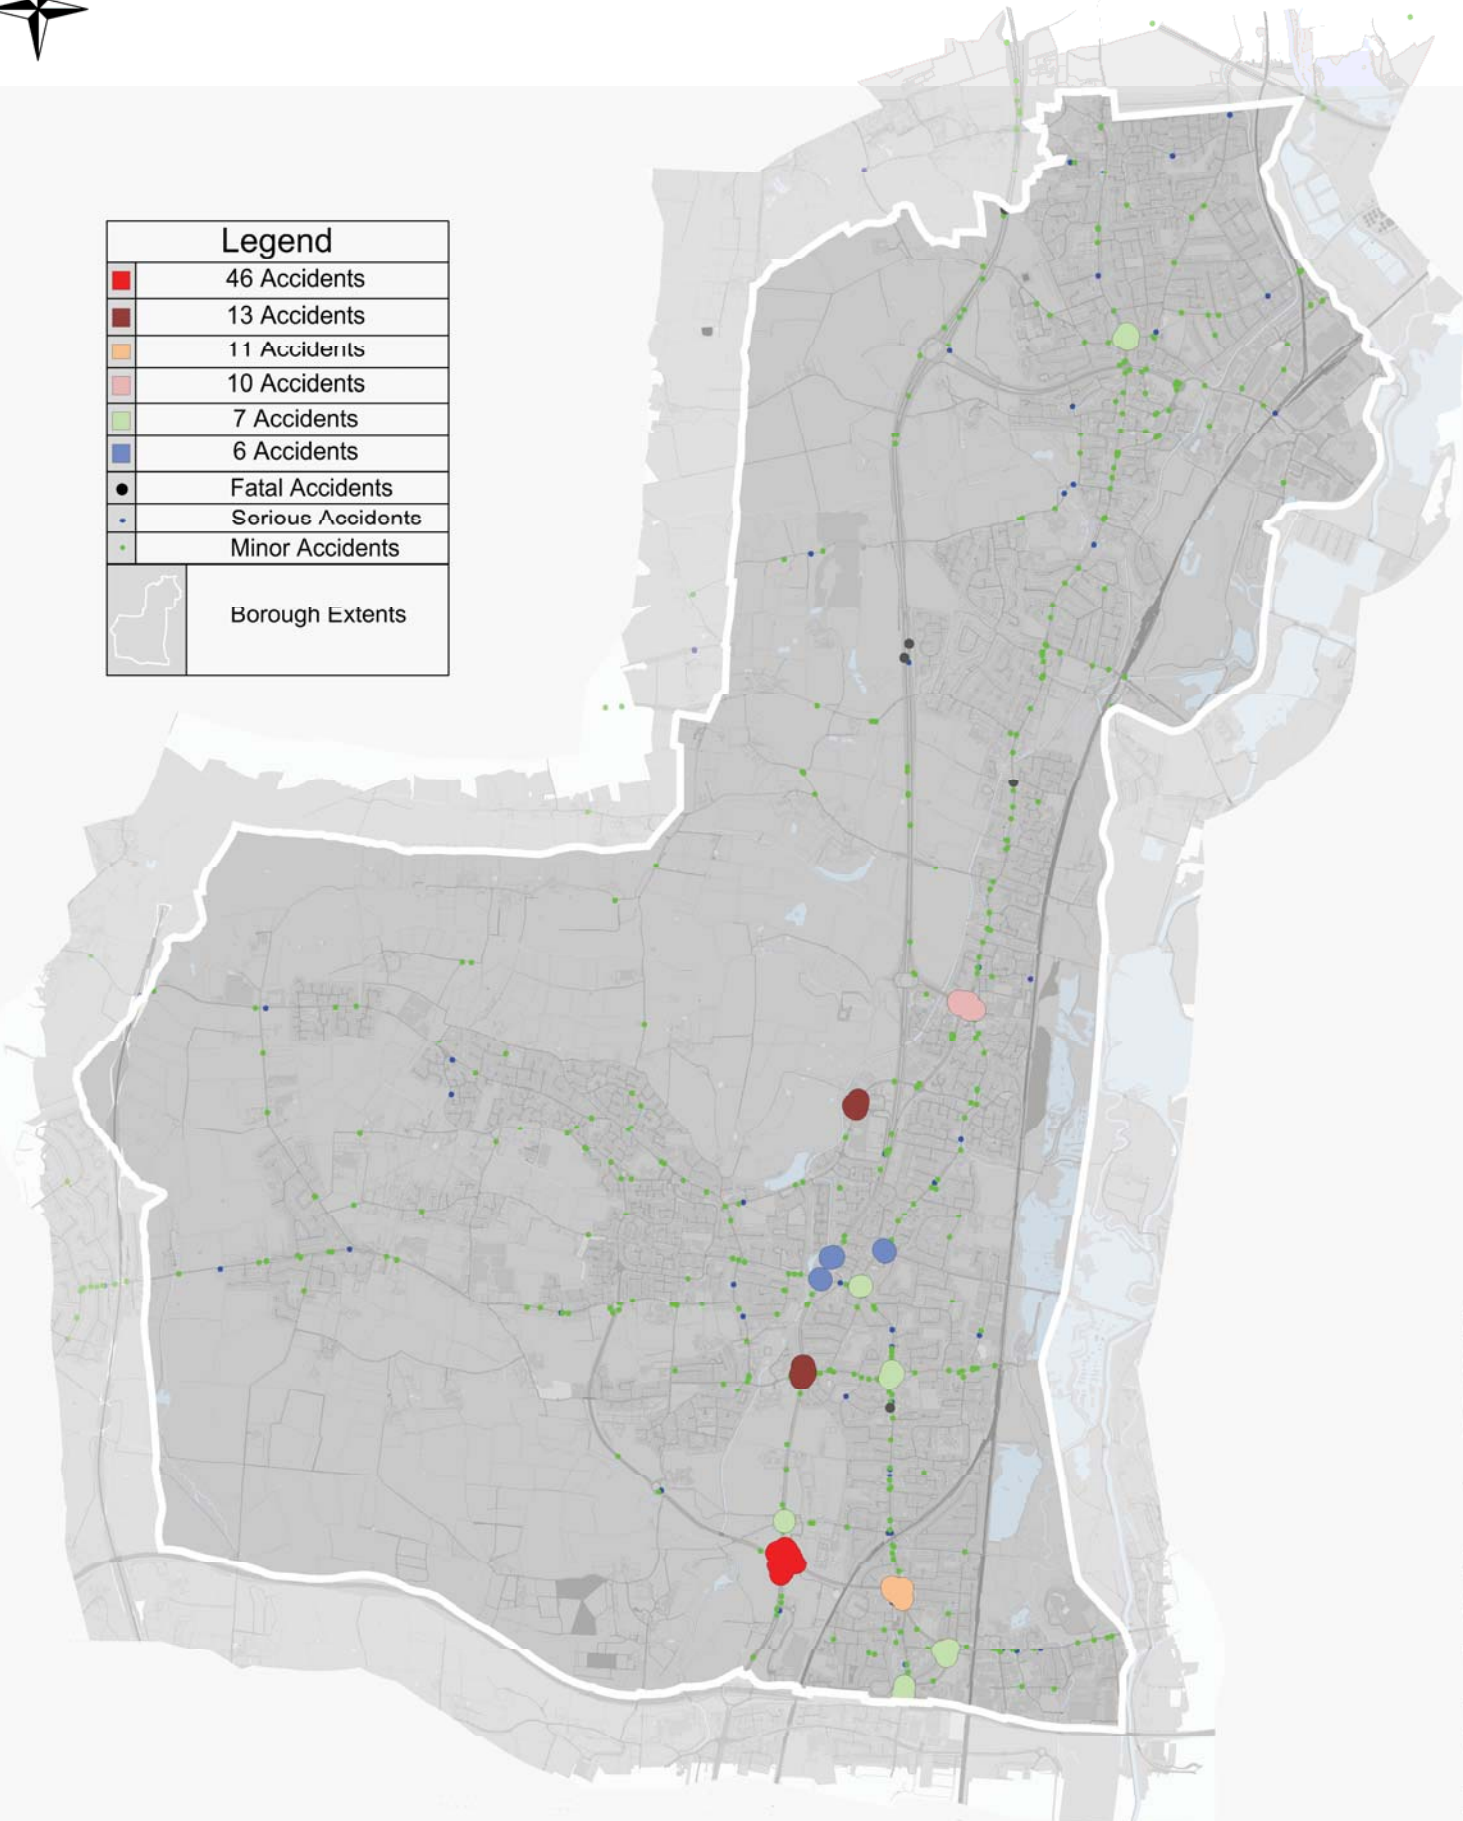 Legend
46 Accidents
13 Accidents
11 Accidents
10 Accidents
7 Accidents
6 Accidents
Fatal Accidents
Serious Accidents
Minor Accidents
Borough Extents